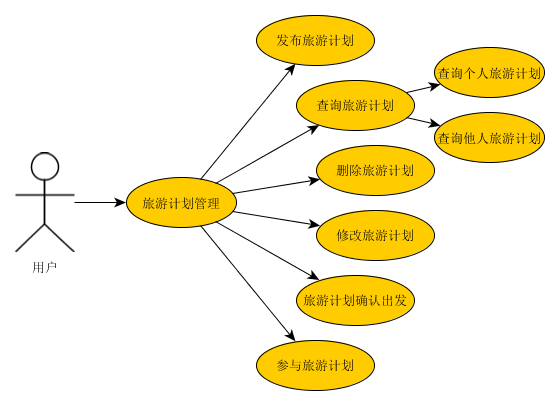 发布旅游计划
查询旅游计划
查询个人旅游计划
查询他人旅游计划
删除旅游计划
旅游计划管理
修改旅游计划
用户
旅游计划确认出发
参与旅游计划